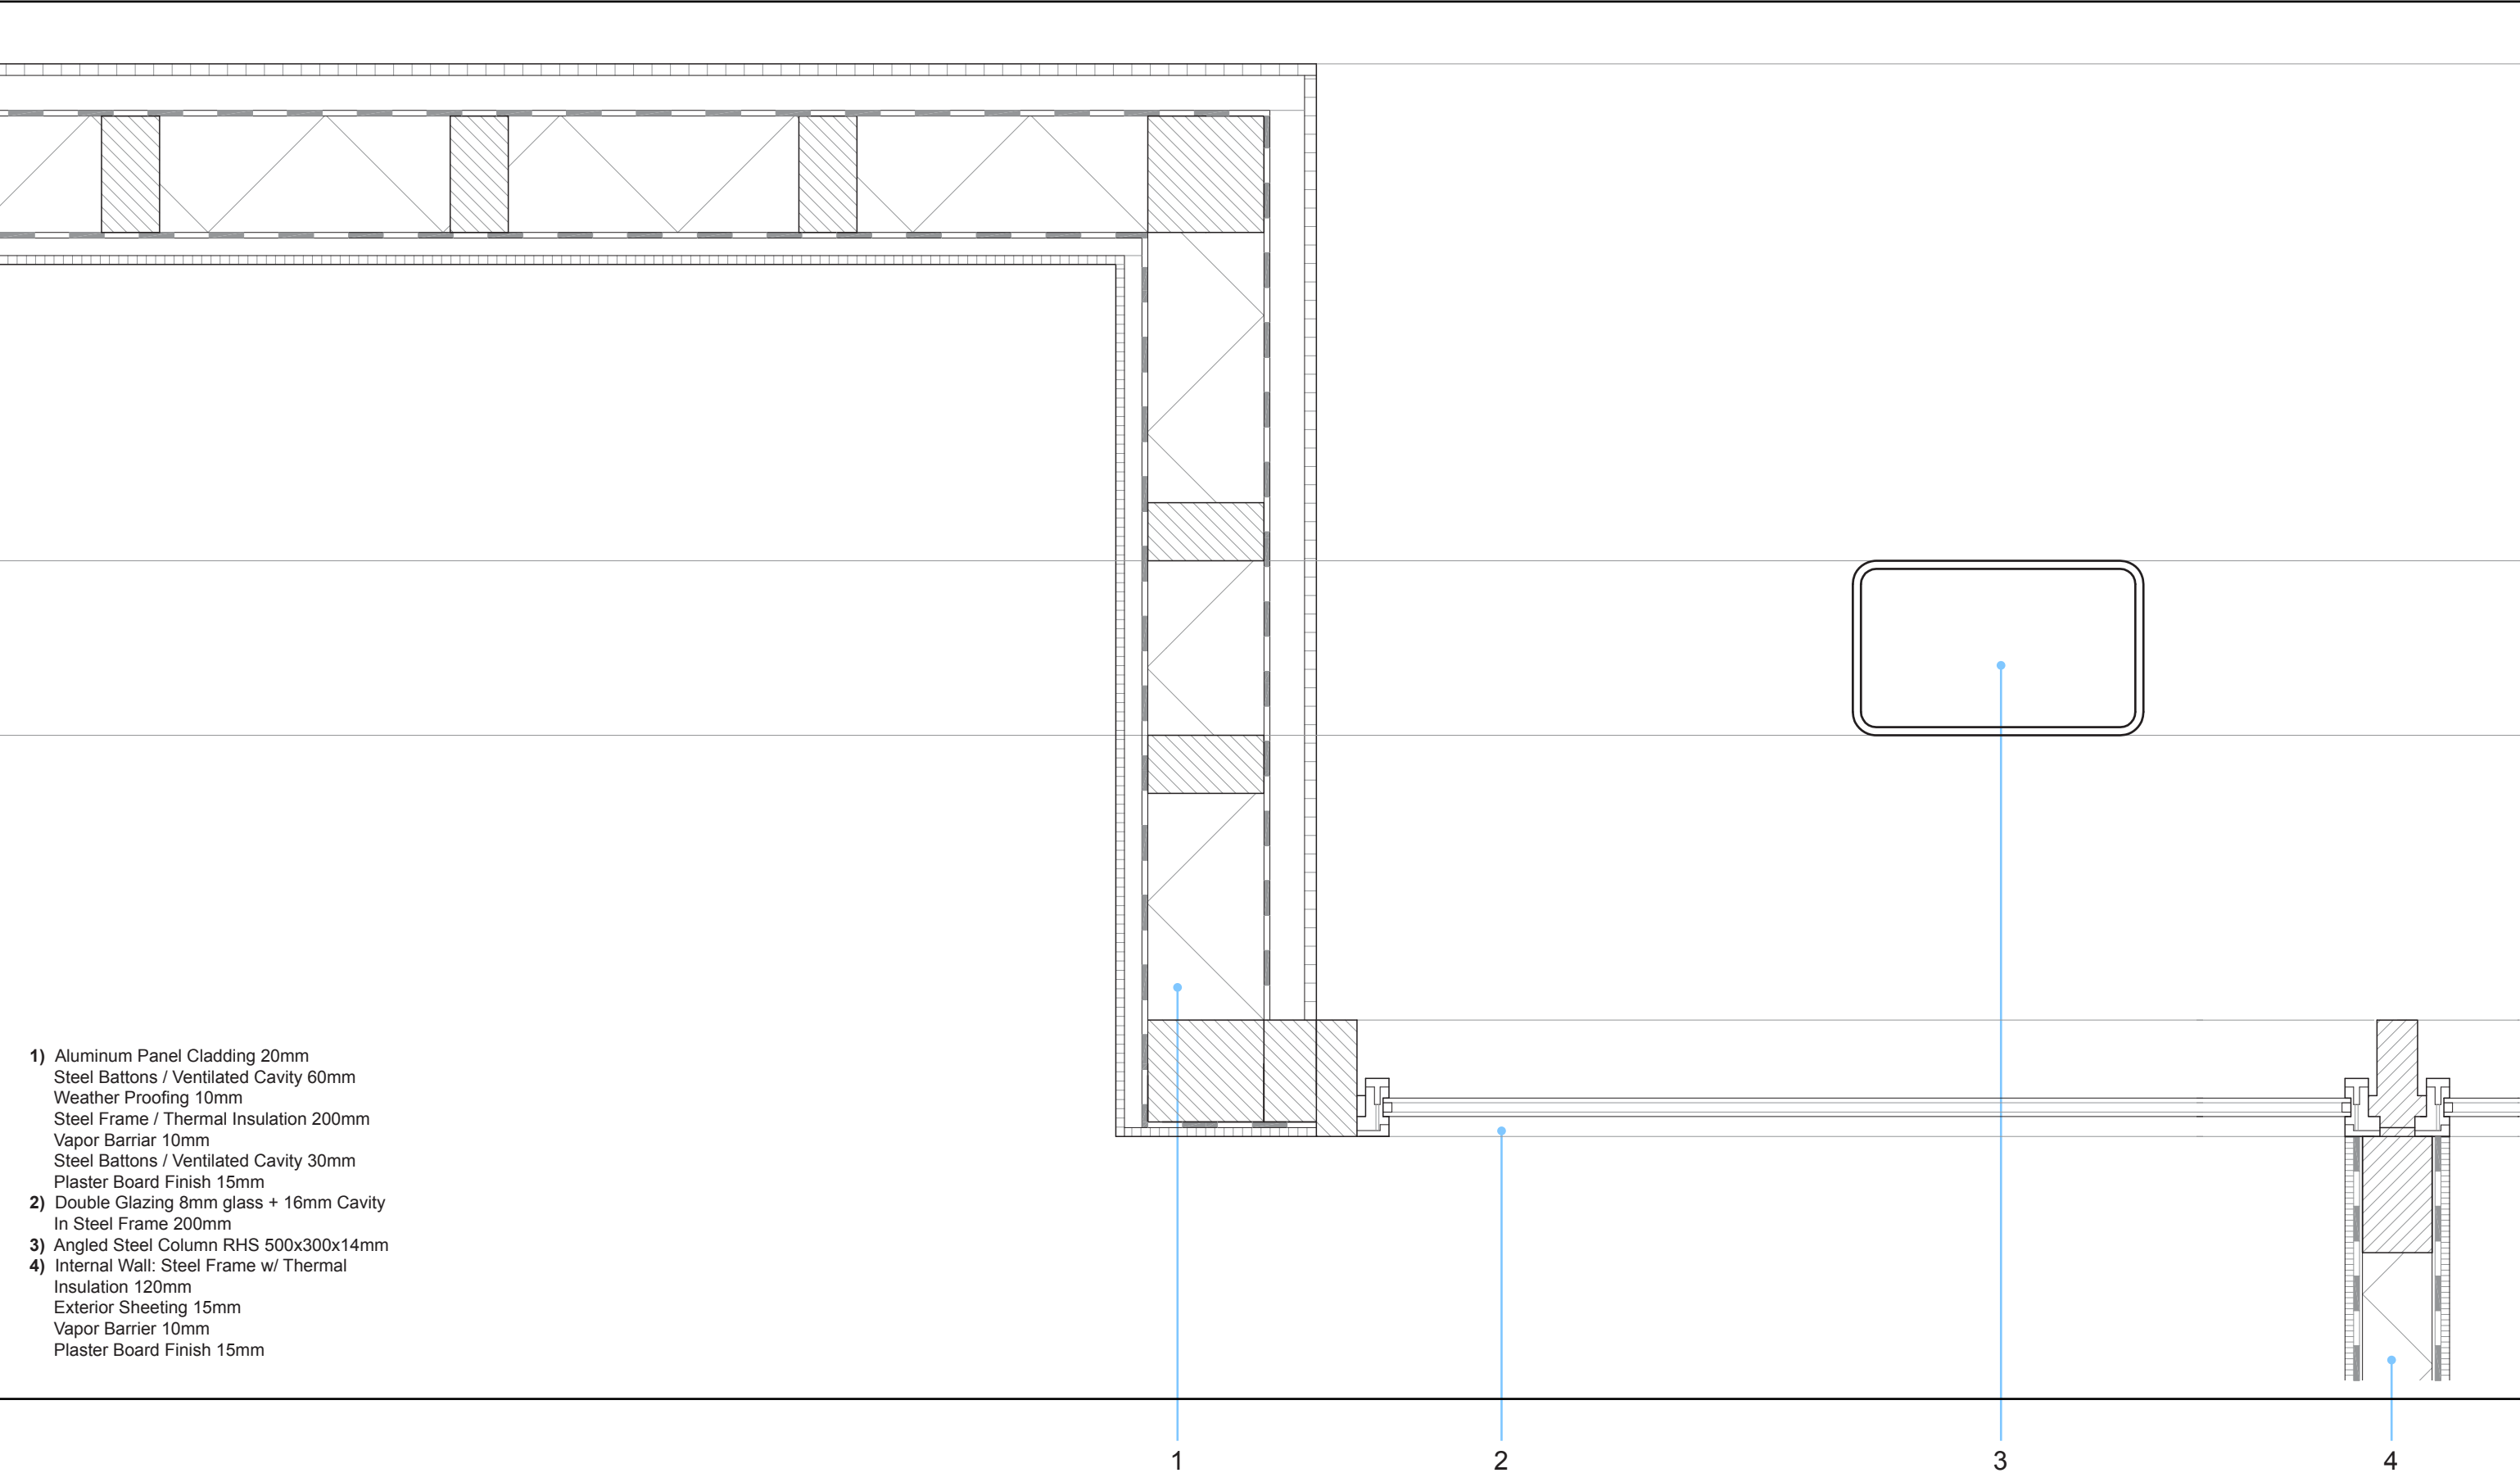 1) Aluminum Panel Cladding 20mm
Steel Battons / Ventilated Cavity 60mm
Weather Proofing 10mm
Steel Frame / Thermal Insulation 200mm
Vapor Barriar 10mm
Steel Battons / Ventilated Cavity 30mm
Plaster Board Finish 15mm
2) Double Glazing 8mm glass + 16mm Cavity
In Steel Frame 200mm
3) Angled Steel Column RHS 500x300x14mm
4) Internal Wall: Steel Frame w/ Thermal
Insulation 120mm
Exterior Sheeting 15mm
Vapor Barrier 10mm
Plaster Board Finish 15mm
1 2 3 4